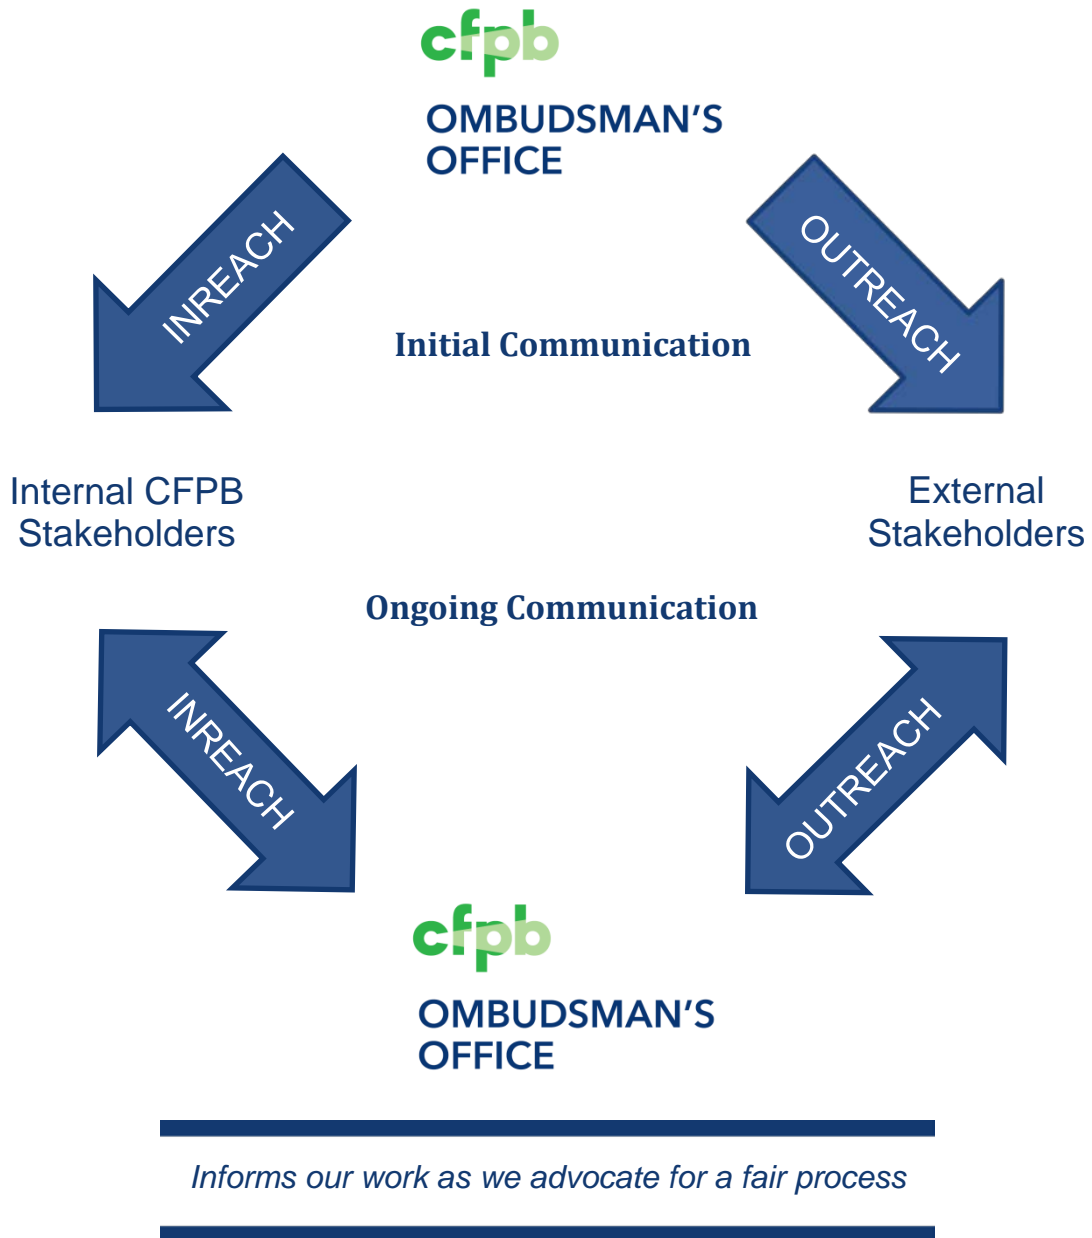 cfpb
OMBUDSMAN'S
OFFICE
INREACH
OUTREACH
Initial Communication
Internal CFPB
Stakeholders
External
Stakeholders
Ongoing Communication
INREACH
OUTREACH
cfpb
OMBUDSMAN'S
OFFICE
Informs our work as we advocate for a fair process